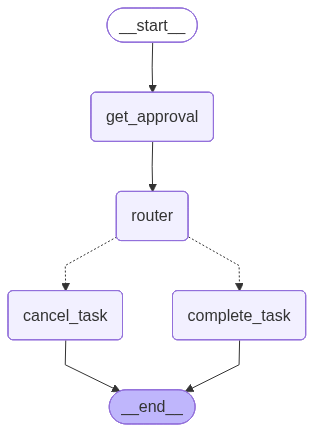 __start__
get_approval
router
cancel_task
complete_task
__end__